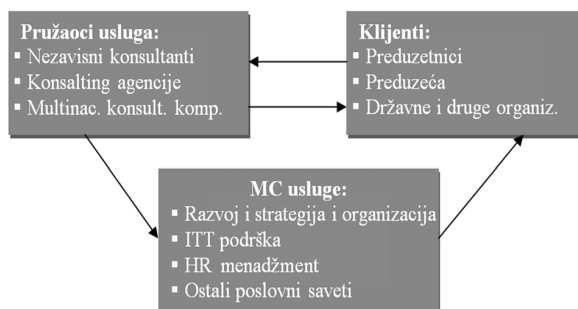 Pružaoci usluga:
▪ Nezavisni konsultanti
▪ Konsalting agencije
▪ Multinac. konsult. komp.
Klijenti:
▪ Preduzetnici
▪ Preduzeća
▪ Državne i druge organiz.
MC usluge:
▪ Razvoj i strategija i organizacija
▪ ITT podrška
▪ HR menadžment
▪ Ostali poslovni saveti